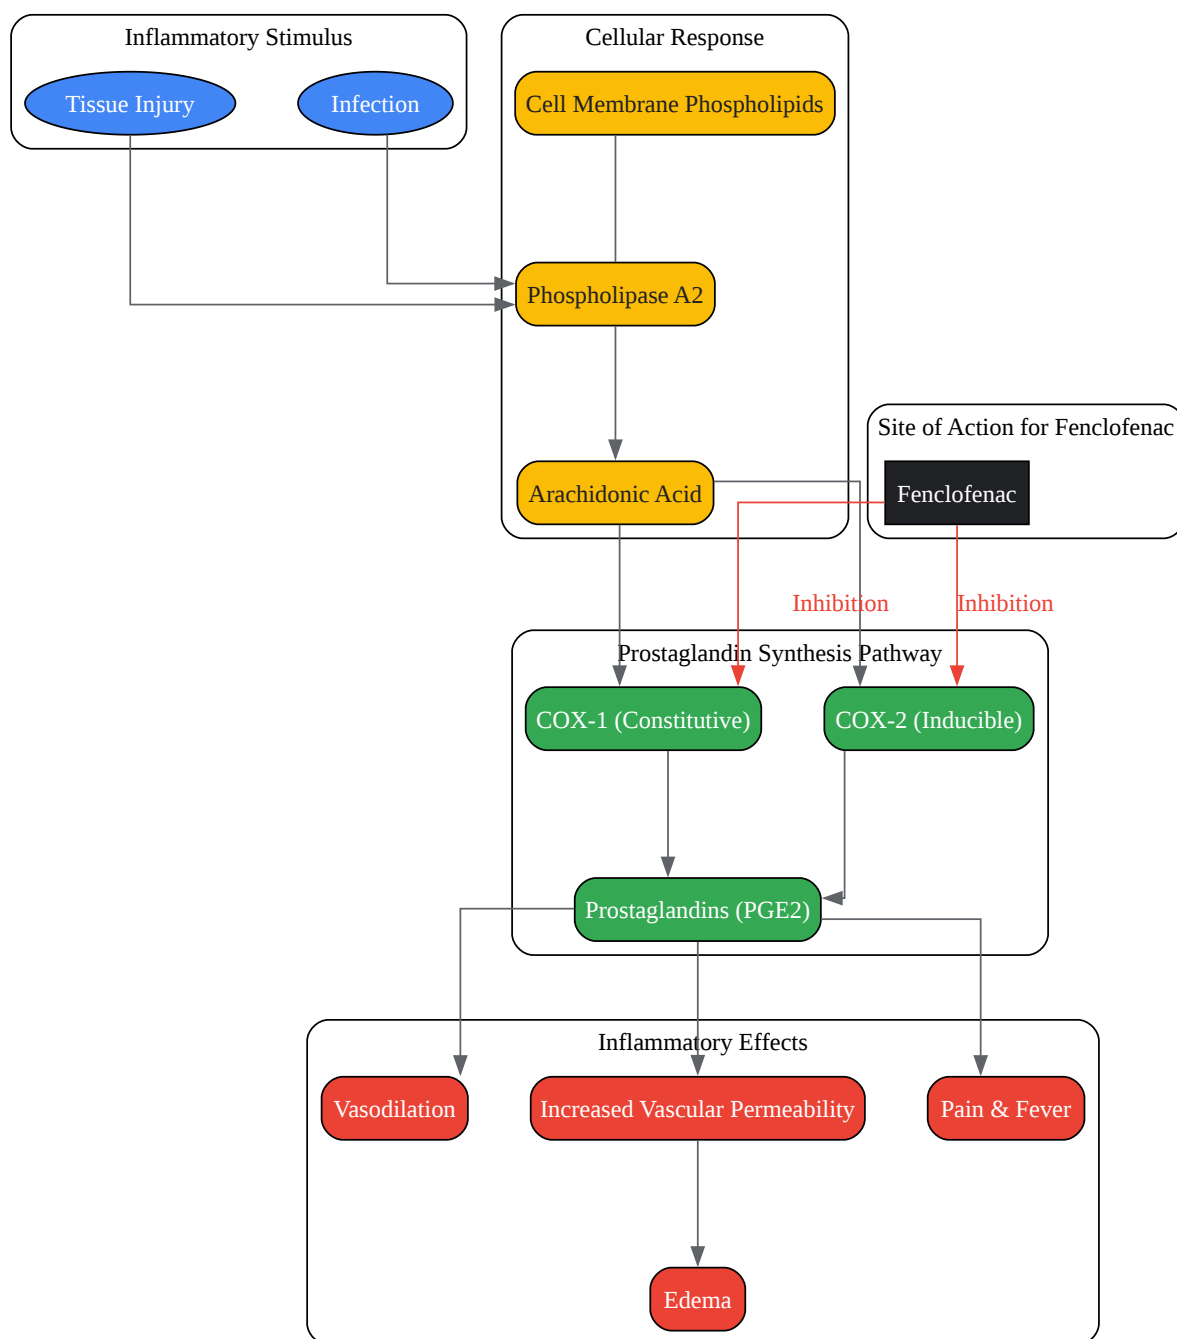 Inflammatory Stimulus
Tissue Injury
Infection
Cellular Response
Cell Membrane Phospholipids
Phospholipase A2
Arachidonic Acid
Site of Action for Fenclofenac
Fenclofenac
Inhibition
Inhibition
Prostaglandin Synthesis Pathway
COX-1 (Constitutive)
COX-2 (Inducible)
Prostaglandins (PGE2)
Inflammatory Effects
Vasodilation
Increased Vascular Permeability
Pain & Fever
Edema